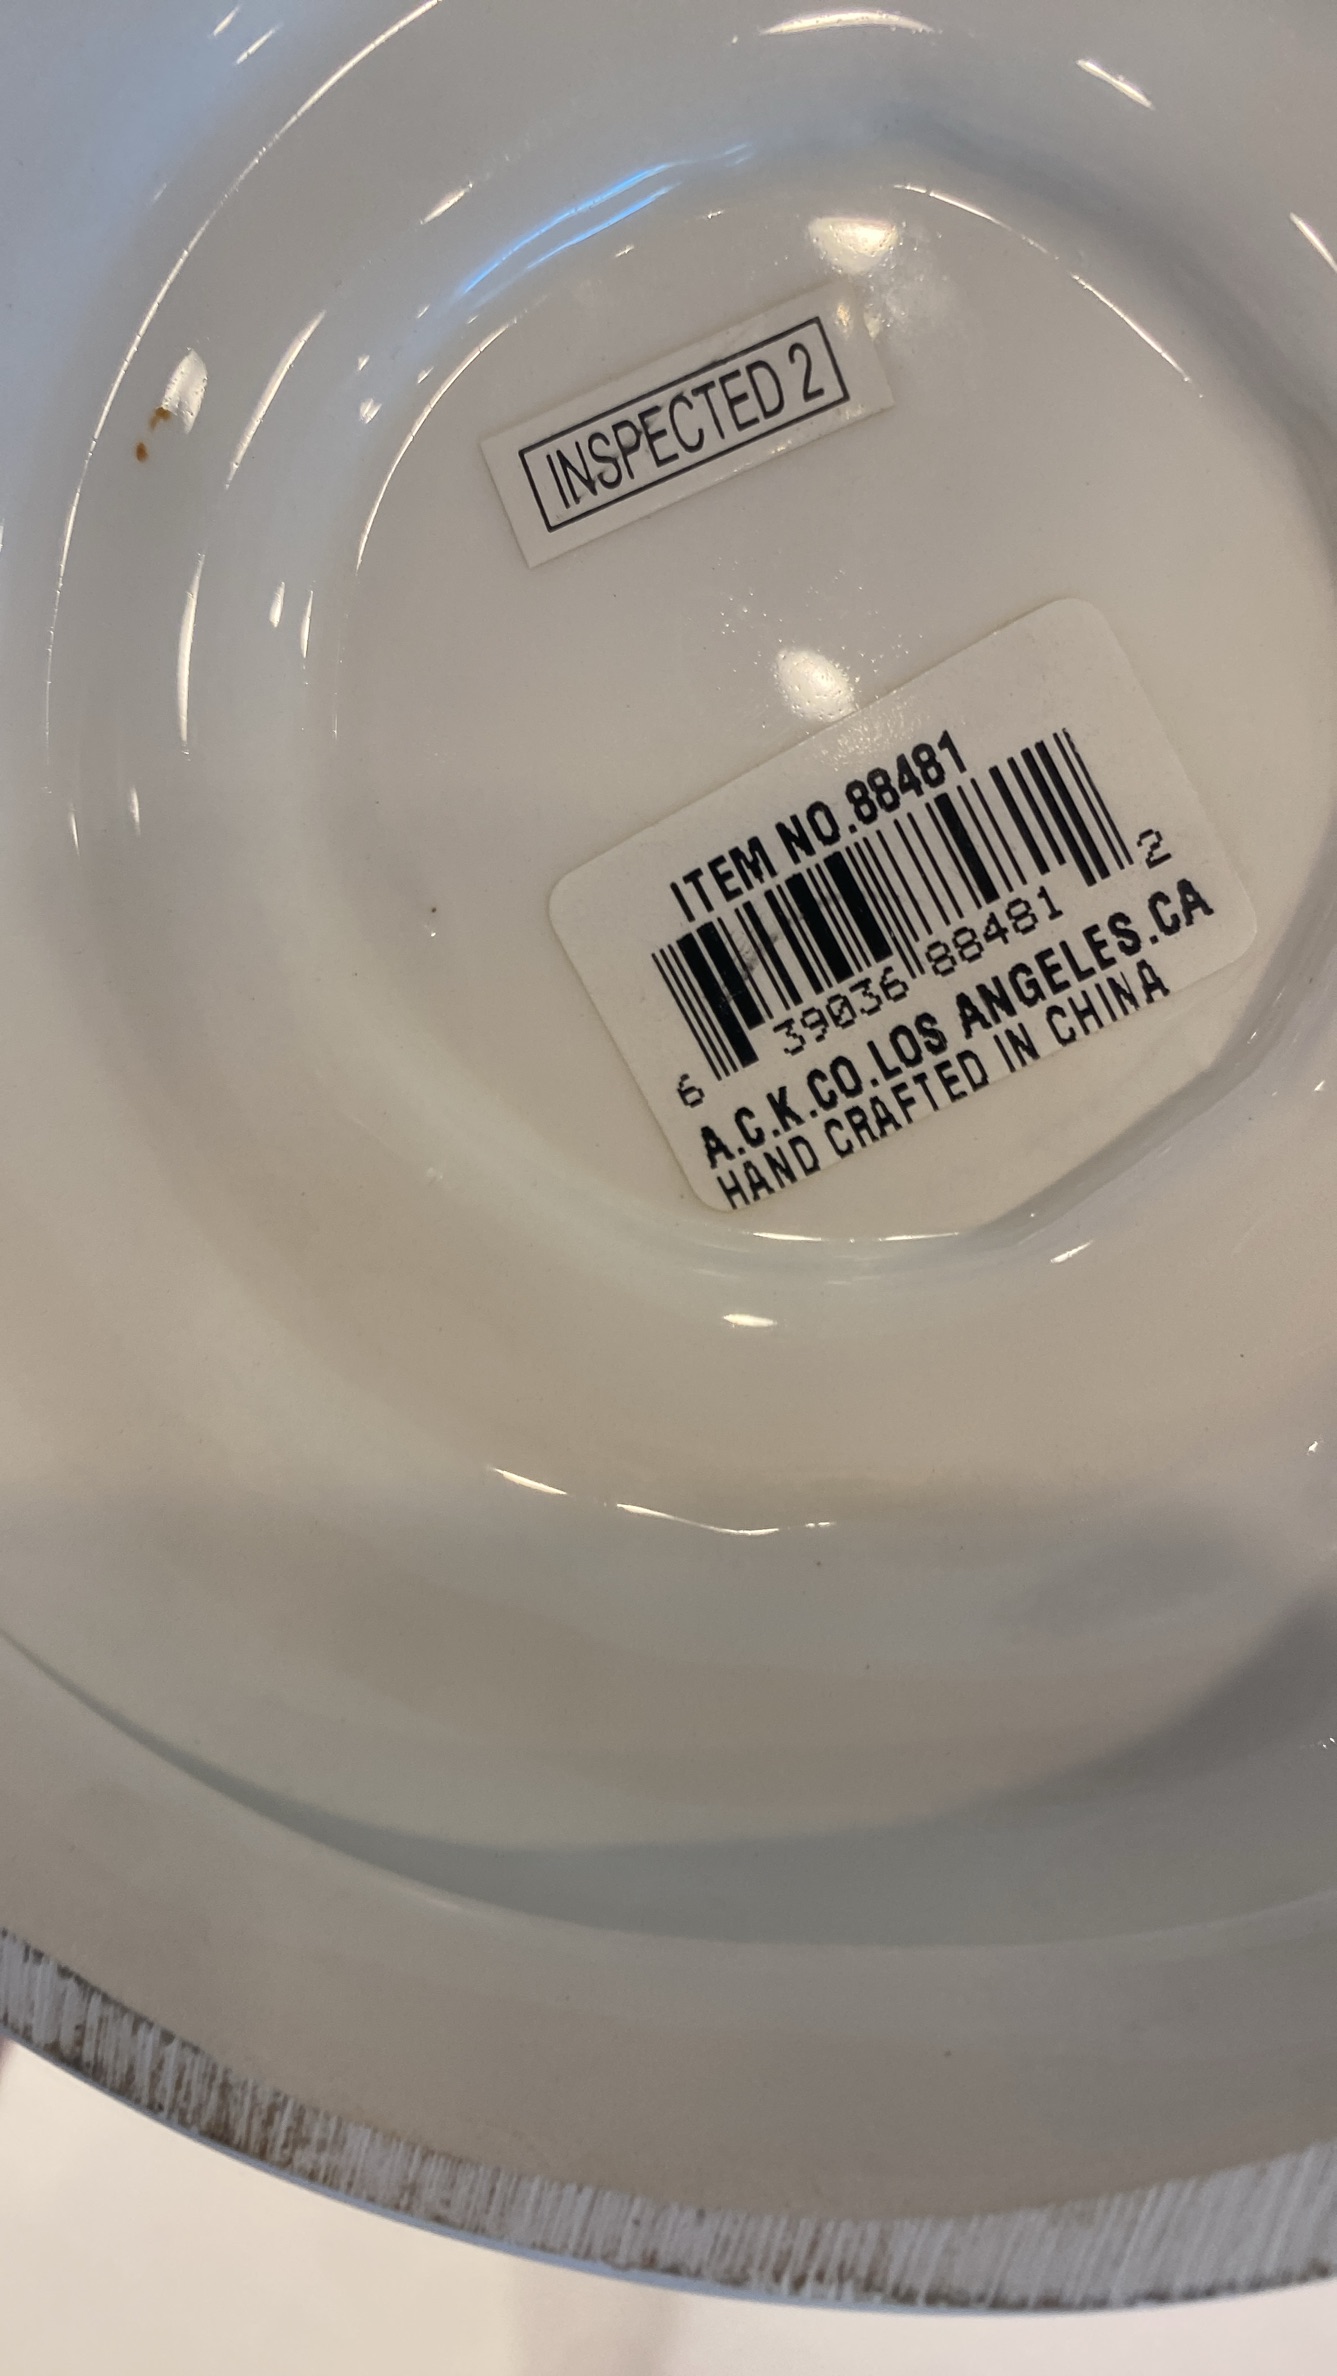 INSPECTED 2
ITEM NO.88481
6 39036 88481 2
A.C.K.CO.LOS ANGELES.CA
HAND CRAFTED IN CHINA